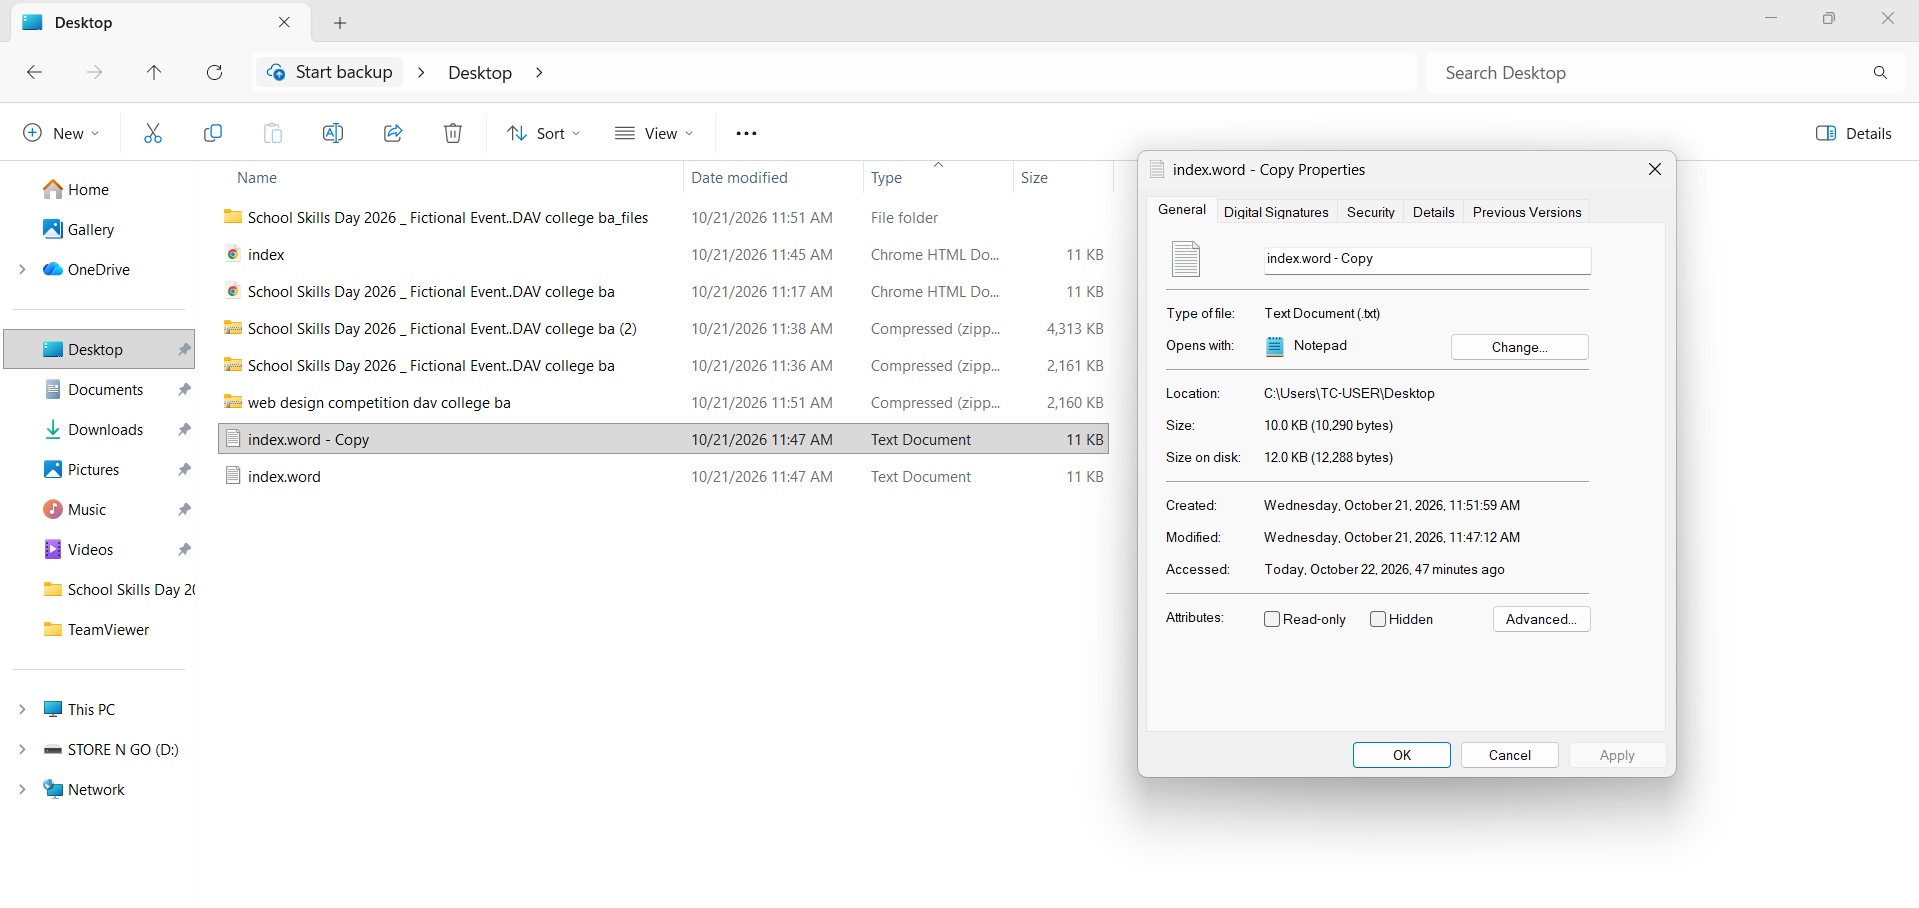 Desktop
Start backup > Desktop >
Search Desktop
New
Sort
View
Details
Home
Gallery
OneDrive
Desktop
Documents
Downloads
Pictures
Music
Videos
School Skills Day 20
TeamViewer
This PC
STORE N GO (D:)
Network
Name Date modified Type Size
School Skills Day 2026 _ Fictional Event..DAV college ba_files 10/21/2026 11:51 AM File folder
index 10/21/2026 11:45 AM Chrome HTML Do... 11 KB
School Skills Day 2026 _ Fictional Event..DAV college ba 10/21/2026 11:17 AM Chrome HTML Do... 11 KB
School Skills Day 2026 _ Fictional Event..DAV college ba (2) 10/21/2026 11:38 AM Compressed (zipp... 4,313 KB
School Skills Day 2026 _ Fictional Event..DAV college ba 10/21/2026 11:36 AM Compressed (zipp... 2,161 KB
web design competition dav college ba 10/21/2026 11:51 AM Compressed (zipp... 2,160 KB
index.word - Copy 10/21/2026 11:47 AM Text Document 11 KB
index.word 10/21/2026 11:47 AM Text Document 11 KB
index.word - Copy Properties
General Digital Signatures Security Details Previous Versions
index.word - Copy
Type of file: Text Document (.txt)
Opens with: Notepad Change...
Location: C:\Users\TC-USER\Desktop
Size: 10.0 KB (10,290 bytes)
Size on disk: 12.0 KB (12,288 bytes)
Created: Wednesday, October 21, 2026, 11:51:59 AM
Modified: Wednesday, October 21, 2026, 11:47:12 AM
Accessed: Today, October 22, 2026, 47 minutes ago
Attributes: Read-only Hidden Advanced...
OK Cancel Apply